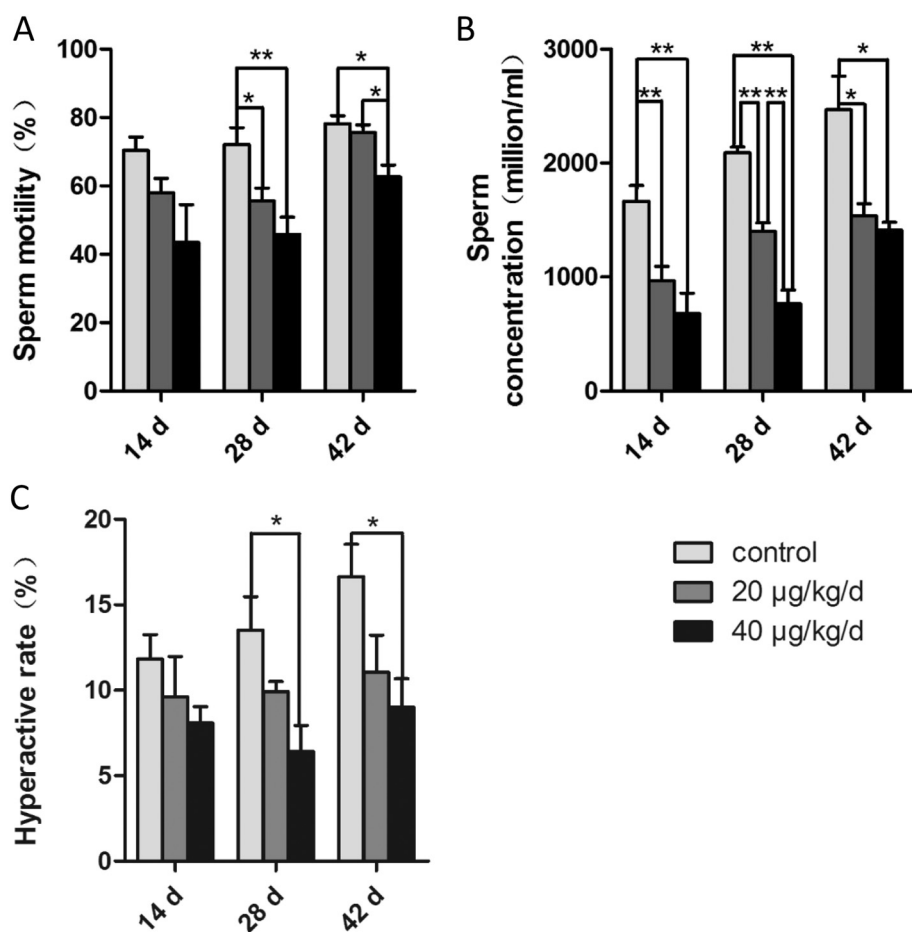 A
Sperm motility (%)
100
80
60
40
20
0
**
*
*
*
14 d
28 d
42 d
B
Sperm
concentration (million/ml)
3000
2000
1000
0
**
**
**
** **
*
*
14 d
28 d
42 d
C
Hyperactive rate (%)
20
15
10
5
0
*
*
14 d
28 d
42 d
control
20 µg/kg/d
40 µg/kg/d